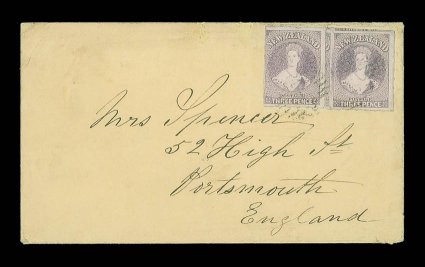 NEW ZEALAND NEW ZEALAND
THREE PENCE THREE PENCE
Mrs Spencer
52 High St
Portsmouth
England